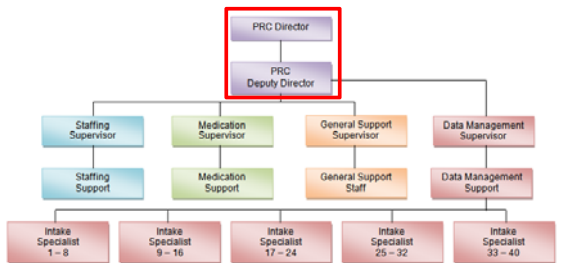 PRC Director
PRC
Deputy Director
Staffing
Supervisor
Medication
Supervisor
General Support
Supervisor
Data Management
Supervisor
Staffing
Support
Medication
Support
General Support
Staff
Data Management
Support
Intake
Specialist
1 – 8
Intake
Specialist
9 – 16
Intake
Specialist
17 – 24
Intake
Specialist
25 – 32
Intake
Specialist
33 – 40